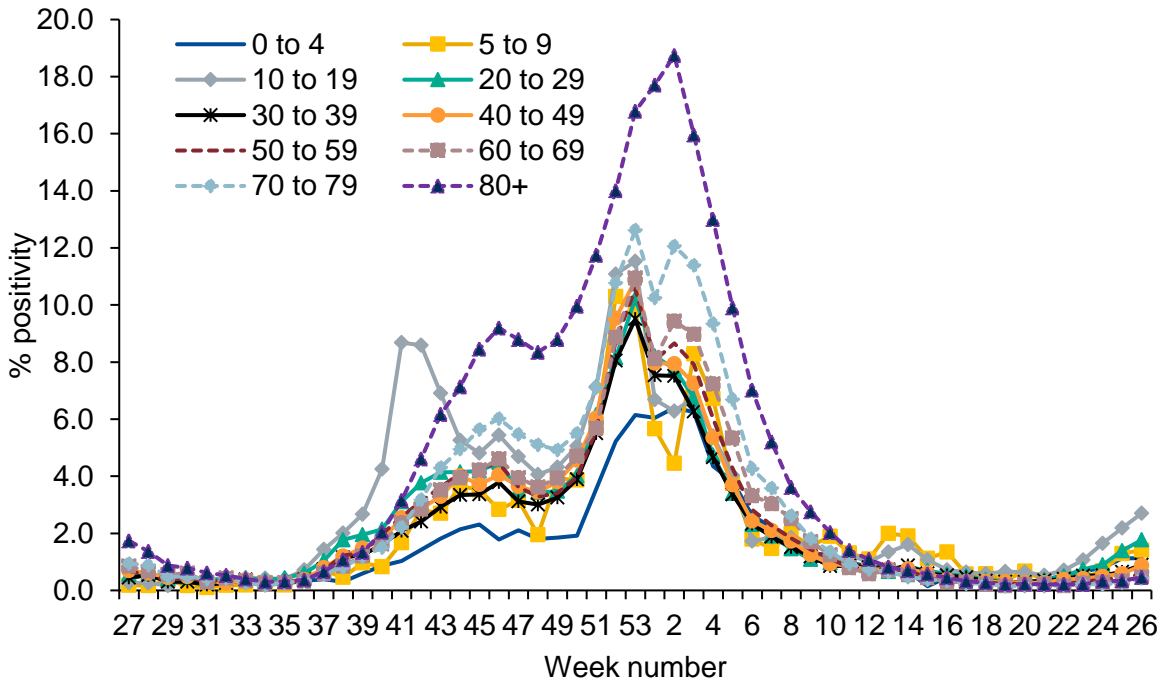 20.0
18.0
16.0
14.0
12.0
10.0
8.0
6.0
4.0
2.0
0.0
% positivity
0 to 4 5 to 9
10 to 19 20 to 29
30 to 39 40 to 49
50 to 59 60 to 69
70 to 79 80+
27 29 31 33 35 37 39 41 43 45 47 49 51 53 2 4 6 8 10 12 14 16 18 20 22 24 26
Week number